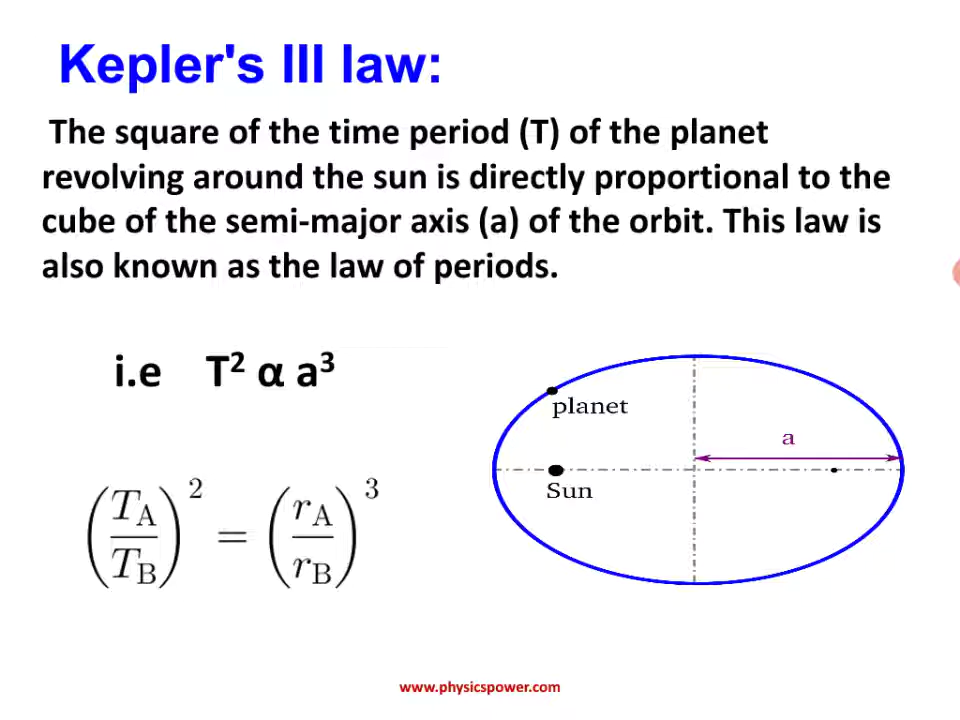 Kepler's III law:
The square of the time period (T) of the planet
revolving around the sun is directly proportional to the
cube of the semi-major axis (a) of the orbit. This law is
also known as the law of periods.
i.e T² α a³
planet
a
Sun
(T_A/T_B)² = (r_A/r_B)³
www.physicspower.com